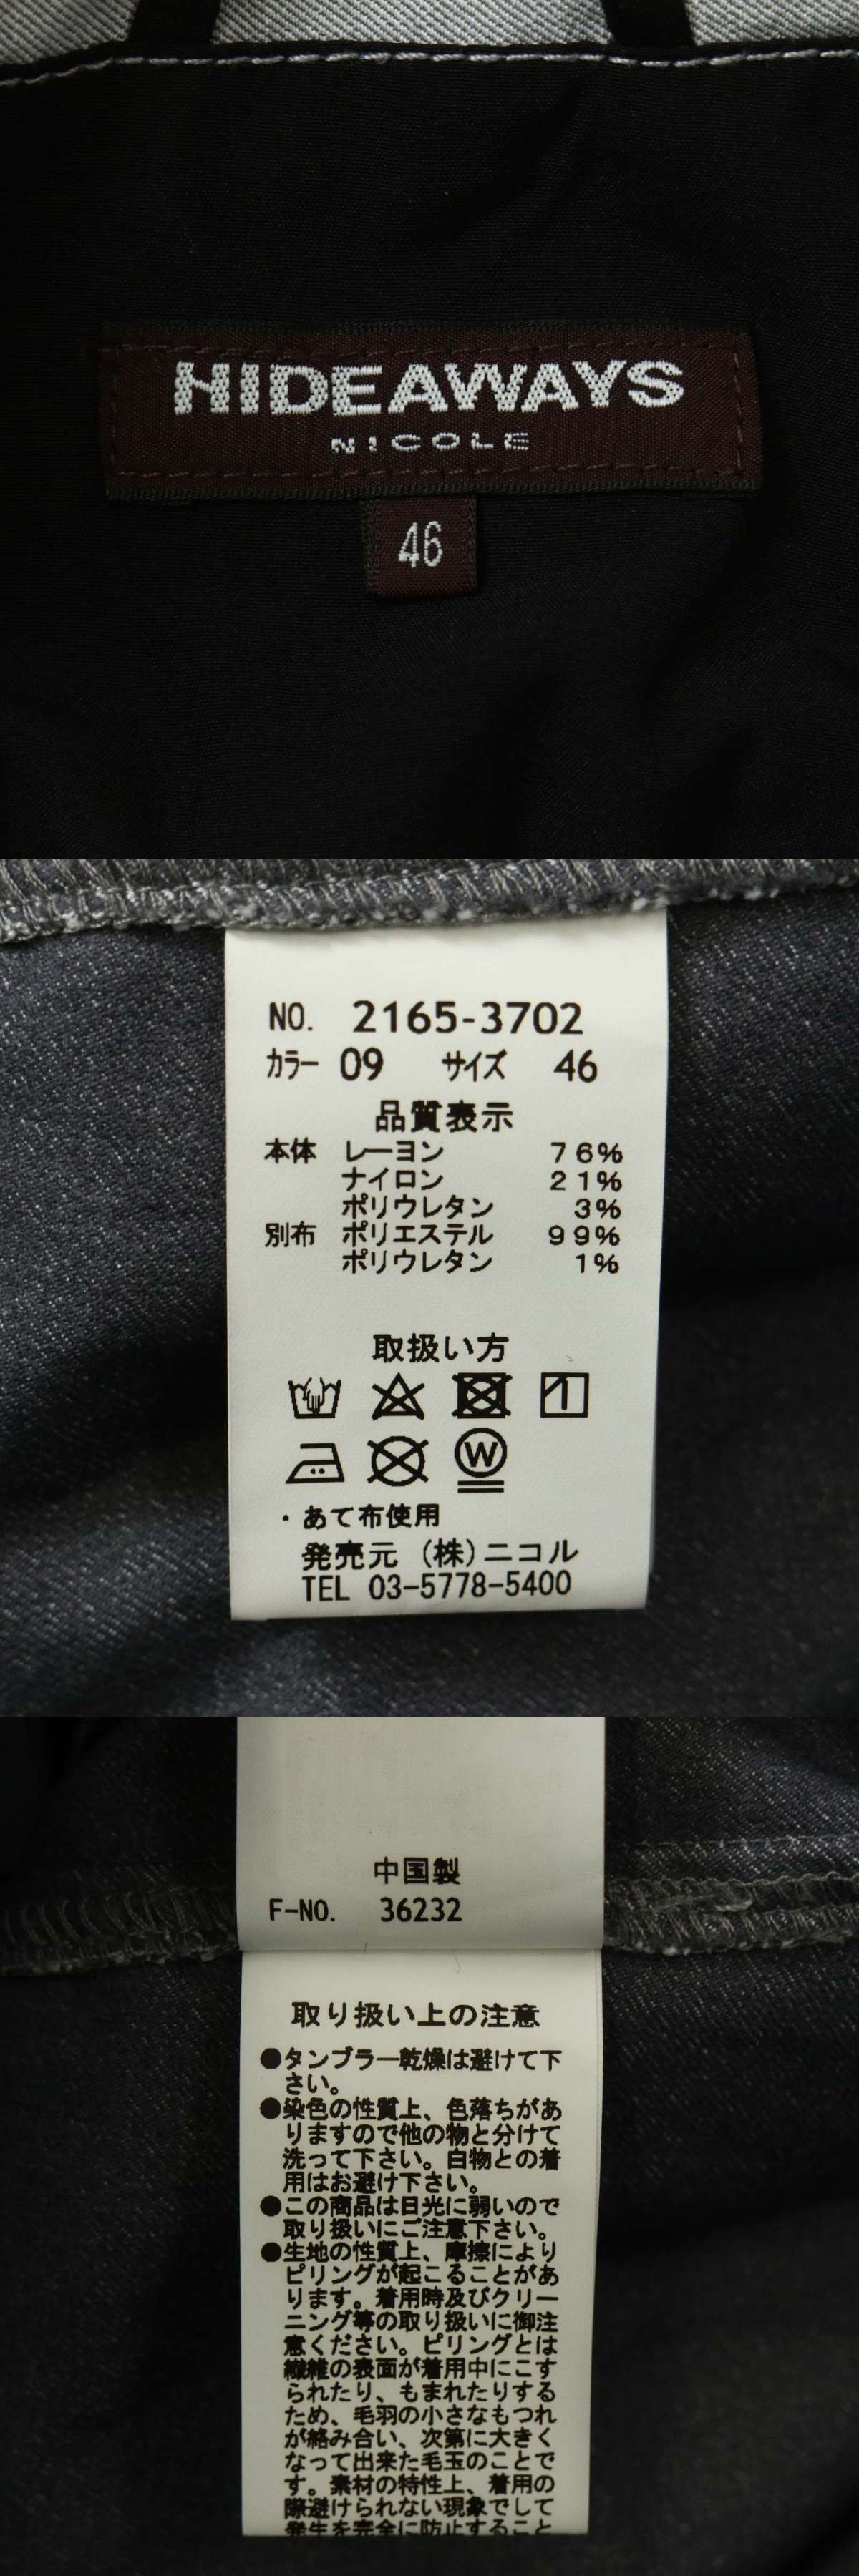 HIDEAWAYS
NICOLE
46
NO. 2165-3702
カラー 09 サイズ 46
品質表示
本体 レーヨン 76%
ナイロン 21%
ポリウレタン 3%
別布 ポリエステル 99%
ポリウレタン 1%
取扱い方
W
・あて布使用
発売元 (株)ニコル
TEL 03-5778-5400
中国製
F-NO. 36232
取り扱い上の注意
●タンブラー乾燥は避けて下
さい。
●染色の性質上、色落ちがあ
りますので他の物と分けて
洗って下さい。白物との着
用はお避け下さい。
●この商品は日光に弱いので
取り扱いにご注意下さい。
●生地の性質上、摩擦により
ピリングが起こることがあ
ります。着用時及びクリー
ニング等の取り扱いに御注
意ください。ピリングとは
繊維の表面が着用中にこす
られたり、もまれたりする
ため、毛羽の小さなもつれ
が絡み合い、次第に大きく
なって出来た毛玉のことで
す。素材の特性上、着用の
際避けられない現象でして
発生を完全に防止すること